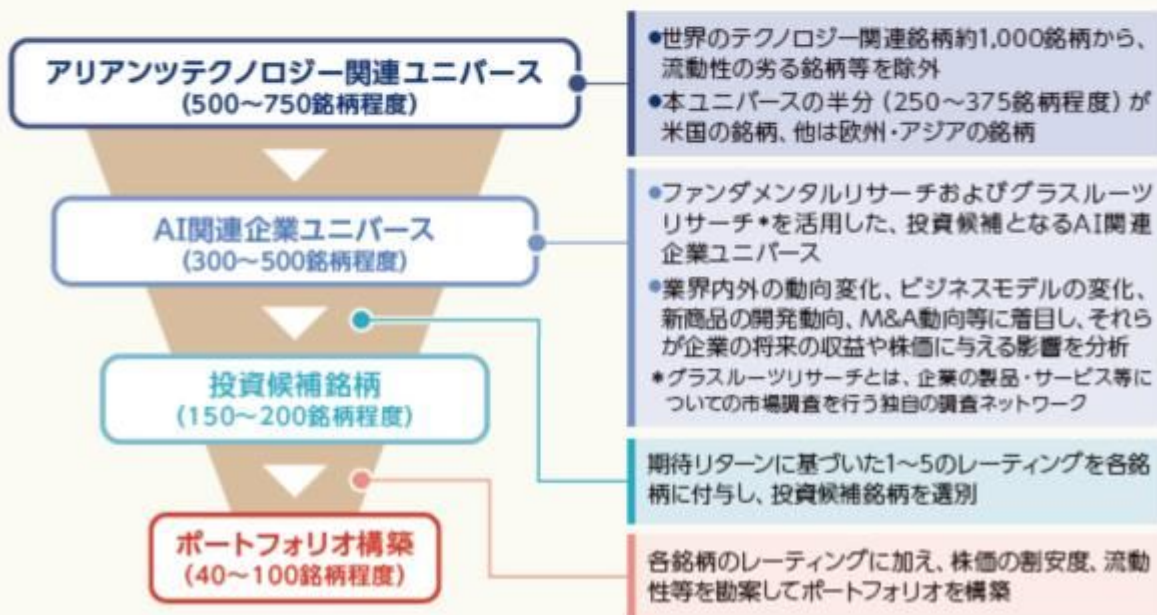 アリアンツテクノロジー関連ユニバース
(500～750銘柄程度)
●世界のテクノロジー関連銘柄約1,000銘柄から、
流動性の劣る銘柄等を除外
●本ユニバースの半分（250～375銘柄程度）が
米国の銘柄、他は欧州・アジアの銘柄
AI関連企業ユニバース
(300～500銘柄程度)
●ファンダメンタルリサーチおよびグラスルーツ
リサーチ*を活用した、投資候補となるAI関連
企業ユニバース
●業界内外の動向変化、ビジネスモデルの変化、
新商品の開発動向、M&A動向等に着目し、それら
が企業の将来の収益や株価に与える影響を分析
*グラスルーツリサーチとは、企業の製品・サービス等に
ついての市場調査を行う独自の調査ネットワーク
投資候補銘柄
(150～200銘柄程度)
期待リターンに基づいた1～5のレーティングを各銘
柄に付与し、投資候補銘柄を選別
ポートフォリオ構築
(40～100銘柄程度)
各銘柄のレーティングに加え、株価の割安度、流動
性等を勘案してポートフォリオを構築